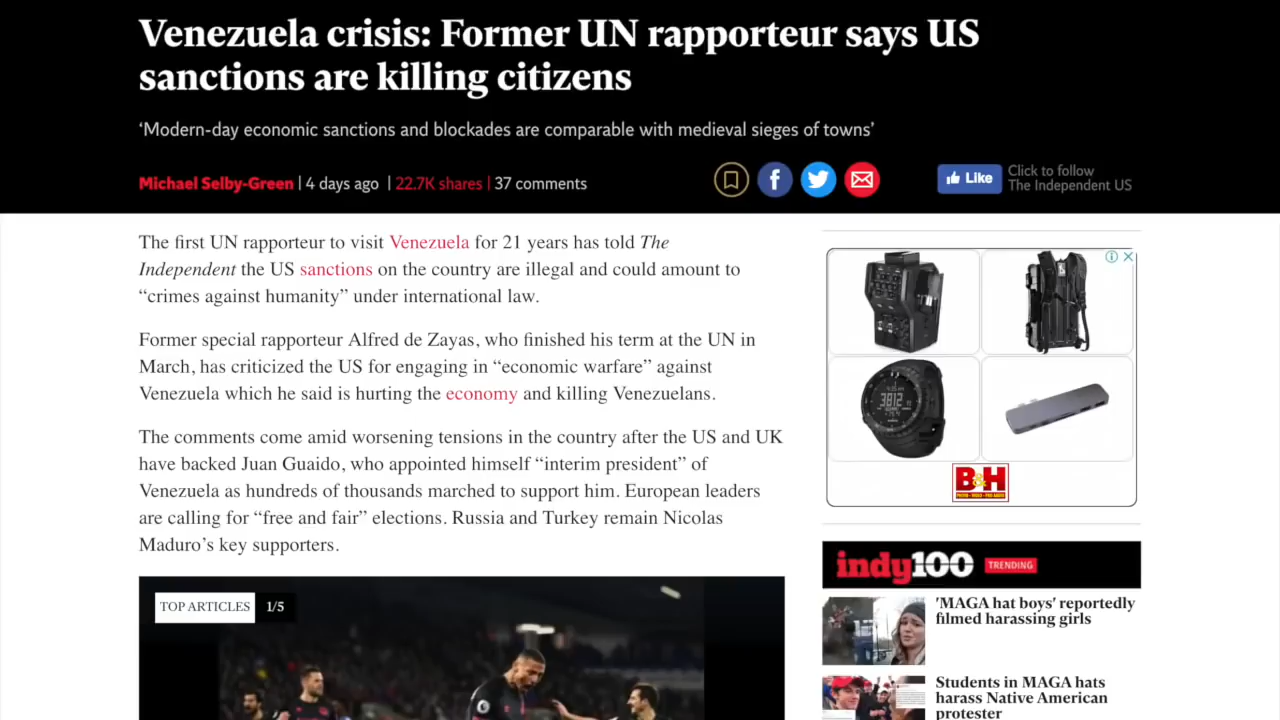 Venezuela crisis: Former UN rapporteur says US
sanctions are killing citizens
‘Modern-day economic sanctions and blockades are comparable with medieval sieges of towns’
Michael Selby-Green | 4 days ago | 22.7K shares | 37 comments
Like
Click to follow
The Independent US
The first UN rapporteur to visit Venezuela for 21 years has told The
Independent the US sanctions on the country are illegal and could amount to
“crimes against humanity” under international law.
Former special rapporteur Alfred de Zayas, who finished his term at the UN in
March, has criticized the US for engaging in “economic warfare” against
Venezuela which he said is hurting the economy and killing Venezuelans.
The comments come amid worsening tensions in the country after the US and UK
have backed Juan Guaido, who appointed himself “interim president” of
Venezuela as hundreds of thousands marched to support him. European leaders
are calling for “free and fair” elections. Russia and Turkey remain Nicolas
Maduro’s key supporters.
TOP ARTICLES 1/5
3812
B&H
PHOTO - VIDEO - PRO AUDIO
indy100 TRENDING
'MAGA hat boys' reportedly
filmed harassing girls
Students in MAGA hats
harass Native American
protester